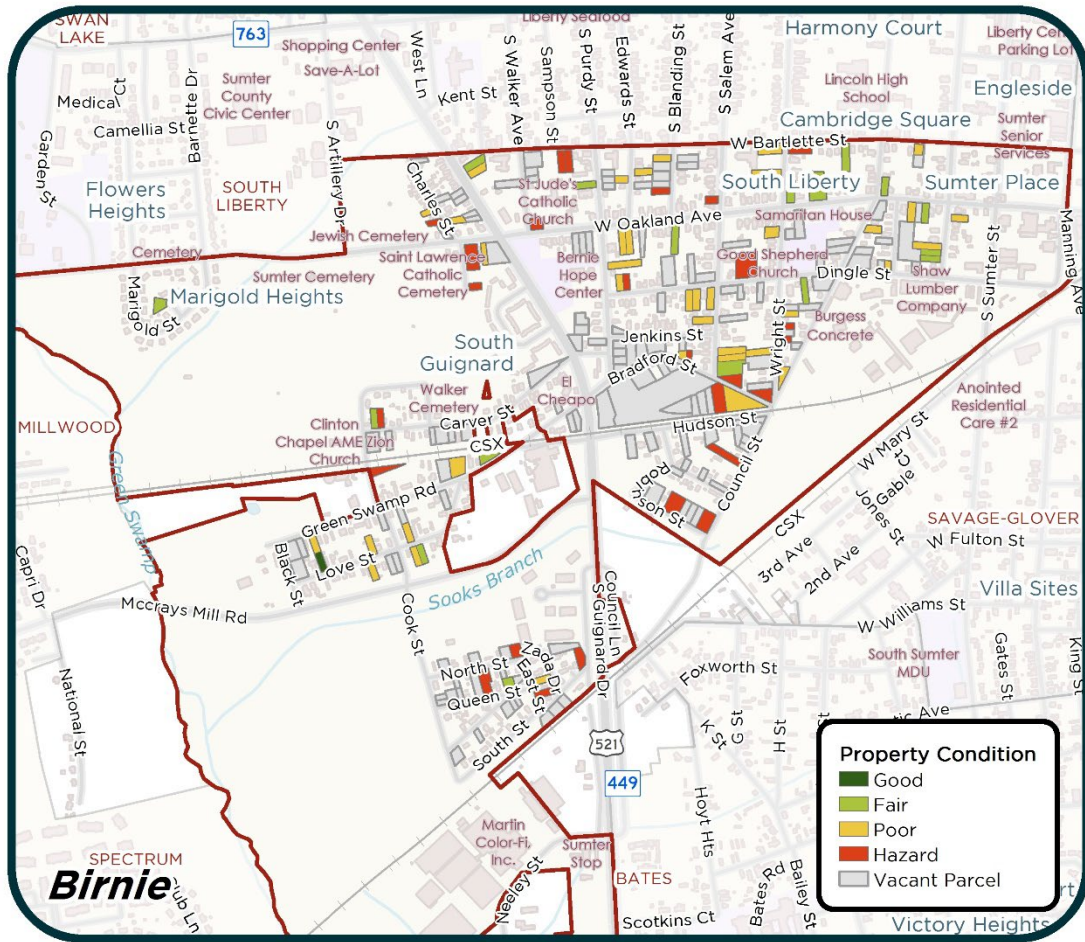 SWAN
LAKE
763
Shopping Center
Save-A-Lot
West Ln
S Walker Ave
Liberty Seafood
Sampson St
S Purdy St
Edwards St
S Blanding St
S Salem Ave
Harmony Court
Liberty Cen
Parking Lot
Medical Ct
Barnette Dr
Sumter
County
Civic Center
Kent St
Lincoln High
School
Engleside
Camellia St
Cambridge Square
Sumter
Senior
Services
Garden St
S Artillery Dr
W Bartlette St
Flowers
Heights
SOUTH
LIBERTY
Charles St
St Jude's
Catholic
Church
South Liberty
Sumter Place
W Oakland Ave
Samaritan House
Manning Ave
Cemetery
Jewish Cemetery
Sumter Cemetery
Saint Lawrence
Catholic
Cemetery
Bernie
Hope
Center
Good Shepherd
Church
Dingle St
Shaw
Lumber
Company
S Sumter St
Marigold St
Marigold Heights
Wright St
Burgess
Concrete
South
Guignard
Jenkins St
Bradford St
Walker
Cemetery
El
Cheapo
Anointed
Residential
Care #2
MILLWOOD
Clinton
Chapel AME Zion
Church
Carver St
CSX
Hudson St
Council St
W Mary St
Green Swamp
Green Swamp Rd
Robinson St
CSX
Gable Ct
Jones St
SAVAGE-GLOVER
W Fulton St
Capri Dr
Black St
Love St
3rd Ave
2nd Ave
Mccrays Mill Rd
Sooks Branch
Council Ln
S Guignard Dr
Villa Sites
Cook St
W Williams St
National St
North St
Zada Dr
East St
Queen St
South St
Foxworth St
South Sumter
MDU
Gates St
King St
K St
G St
H St
tic Ave
521
449
Property Condition
Good
Fair
Poor
Hazard
Vacant Parcel
Hoyt Hts
Martin
Color-Fi,
Inc.
Sumter
Stop
SPECTRUM
Birnie
Club Ln
Neeley St
BATES
Bates Rd
Bailey St
Scotkins Ct
Victory Heights